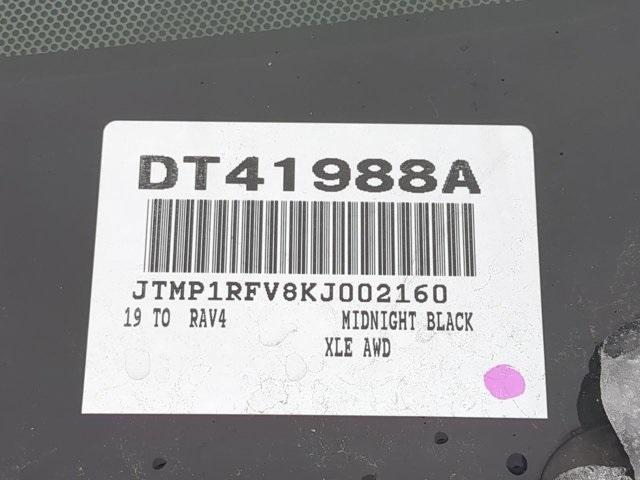 DT41988A
JTMP1RFV8KJ002160
19 TO RAV4 MIDNIGHT BLACK
XLE AWD